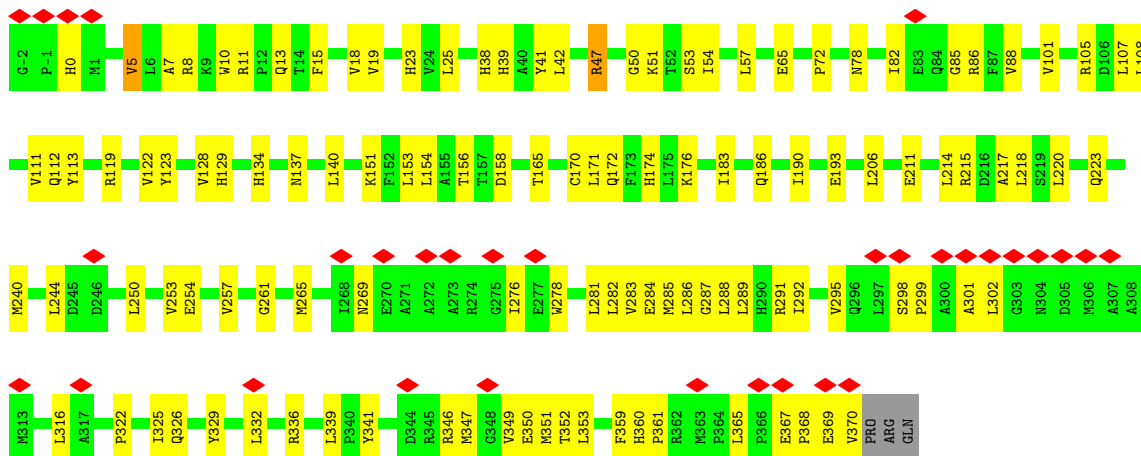 G-2 P-1 H0 M1 V5 L6 A7 R8 K9 W10 R11 P12 Q13 T14 F15 V18 V19 H23 V24 L25 H38 H39 A40 Y41 L42 R47 G50 K51 T52 S53 I54 L57 E65 P72 N78 I82 E83 Q84 G85 R86 F87 V88 V101 R105 D106 L107 L108
V111 Q112 Y113 R119 V122 Y123 V128 H129 H134 N137 L140 K151 F152 L153 L154 A155 T156 T157 D158 T165 C170 L171 Q172 F173 H174 L175 K176 I183 Q186 I190 E193 L206 E211 L214 R215 D216 A217 L218 S219 L220 Q223
M240 L244 D245 D246 L250 V253 E254 V257 G261 M265 I268 N269 E270 A271 A272 A273 R274 G275 I276 E277 W278 L281 L282 V283 E284 M285 L286 G287 L288 L289 H290 R291 I292 V295 Q296 L297 S298 P299 A300 A301 L302 G303 N304 D305 M306 A307 A308
M313 L316 A317 P322 I325 Q326 Y329 L332 R336 L339 P340 Y341 D344 R345 R346 M347 G348 V349 E350 M351 T352 L353 F359 H360 P361 R362 M363 P364 L365 P366 E367 P368 E369 V370 PRO ARG GLN